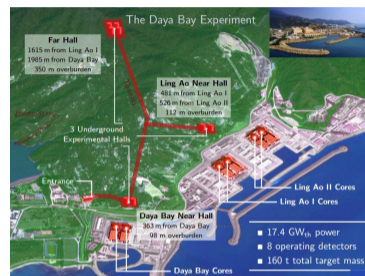 The Daya Bay Experiment
Far Hall
1615 m from Ling Ao I
1985 m from Daya Bay
350 m overburden
Ling Ao Near Hall
481 m from Ling Ao I
526 m from Ling Ao II
112 m overburden
3 Underground
Experimental Halls
Entrance
Ling Ao II Cores
Ling Ao I Cores
Daya Bay Near Hall
363 m from Daya Bay
98 m overburden
17.4 GWth power
8 operating detectors
160 t total target mass
Daya Bay Cores